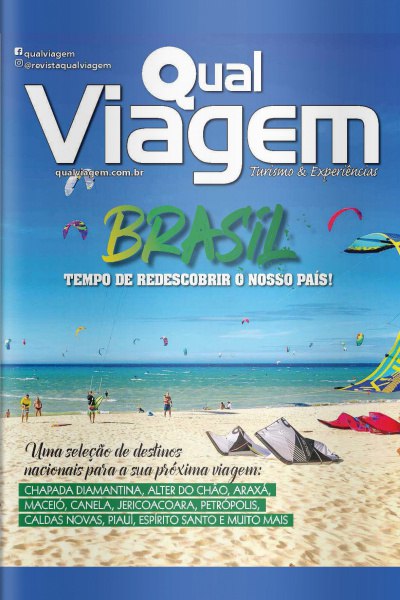 qualviagem
@revistaqualviagem
Qual
Viagem
qualviagem.com.br
Turismo & Experiências
BRASIL
TEMPO DE REDESCOBRIR O NOSSO PAÍS!
Uma seleção de destinos
nacionais para a sua próxima viagem:
CHAPADA DIAMANTINA, ALTER DO CHÃO, ARAXÁ,
MACEIÓ, CANELA, JERICOACOARA, PETRÓPOLIS,
CALDAS NOVAS, PIAUÍ, ESPÍRITO SANTO E MUITO MAIS